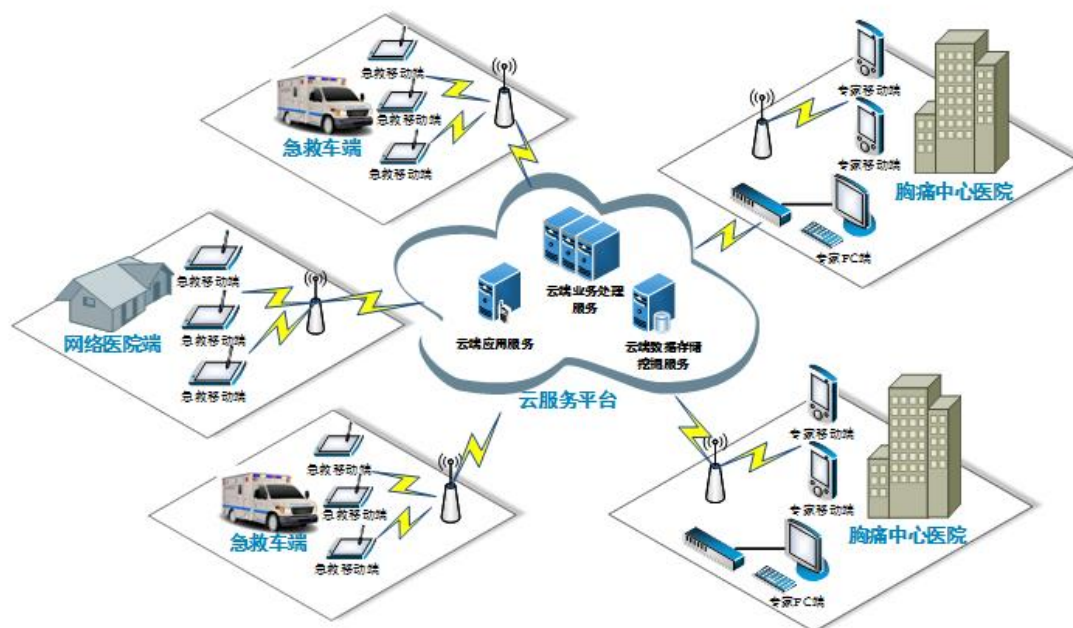 急救移动端
急救移动端
急救移动端
急救车端
专家移动端
专家移动端
专家PC端
胸痛中心医院
急救移动端
急救移动端
急救移动端
网络医院端
云端业务处理
服务
云端应用服务
云端数据存储
挖掘服务
云服务平台
急救移动端
急救移动端
急救移动端
急救车端
专家移动端
专家移动端
专家PC端
胸痛中心医院